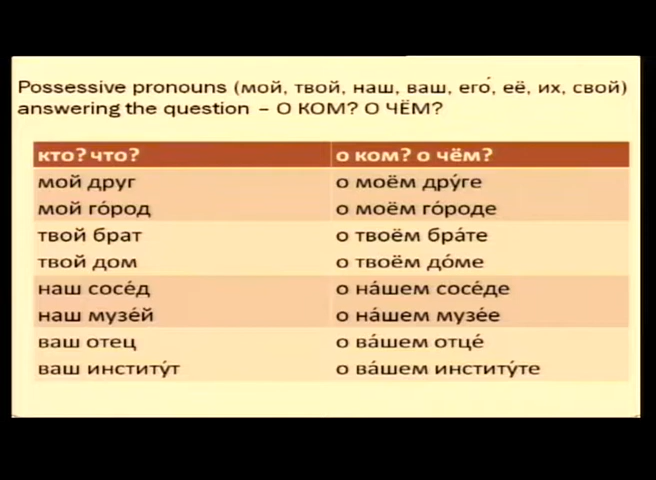 Possessive pronouns (мой, твой, наш, ваш, его́, её, их, свой)
answering the question – О КОМ? О ЧЁМ?
кто? что? о ком? о чём?
мой друг о моём дру́ге
мой го́род о моём го́роде
твой брат о твоём бра́те
твой дом о твоём до́ме
наш сосе́д о на́шем сосе́де
наш музе́й о на́шем музе́е
ваш отец о ва́шем отце́
ваш институ́т о ва́шем институ́те